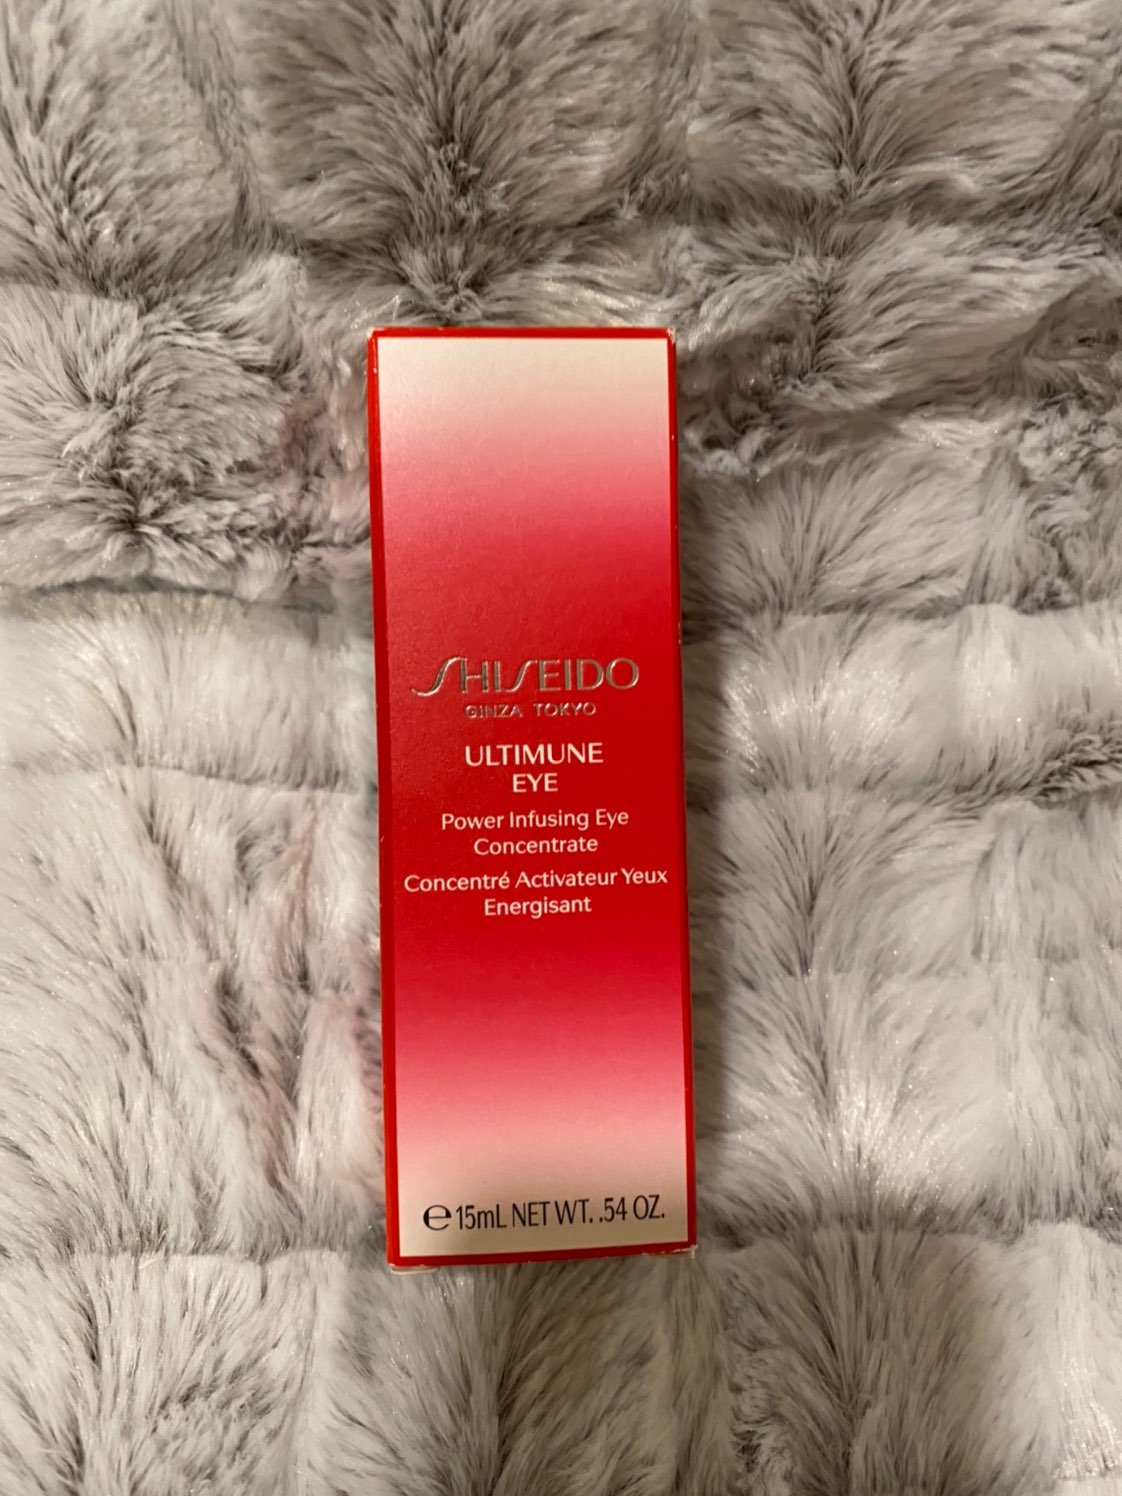 SHISEIDO
GINZA TOKYO
ULTIMUNE
EYE
Power Infusing Eye
Concentrate
Concentré Activateur Yeux
Energisant
℮ 15mL NET WT. .54 OZ.